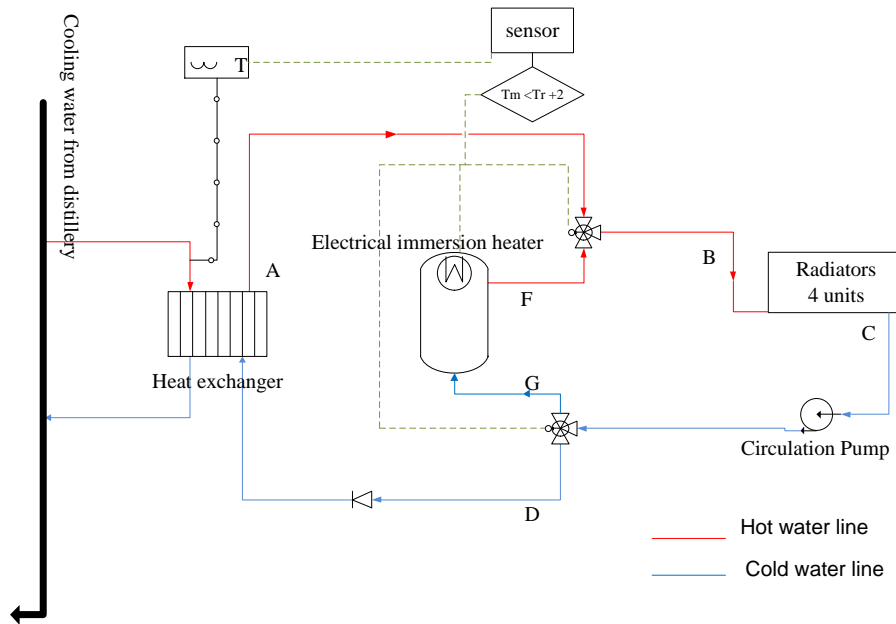 sensor
T
Tm <Tr +2
Cooling water from distillery
Electrical immersion heater
A
B
F
Radiators
4 units
C
Heat exchanger
G
Circulation Pump
D
Hot water line
Cold water line